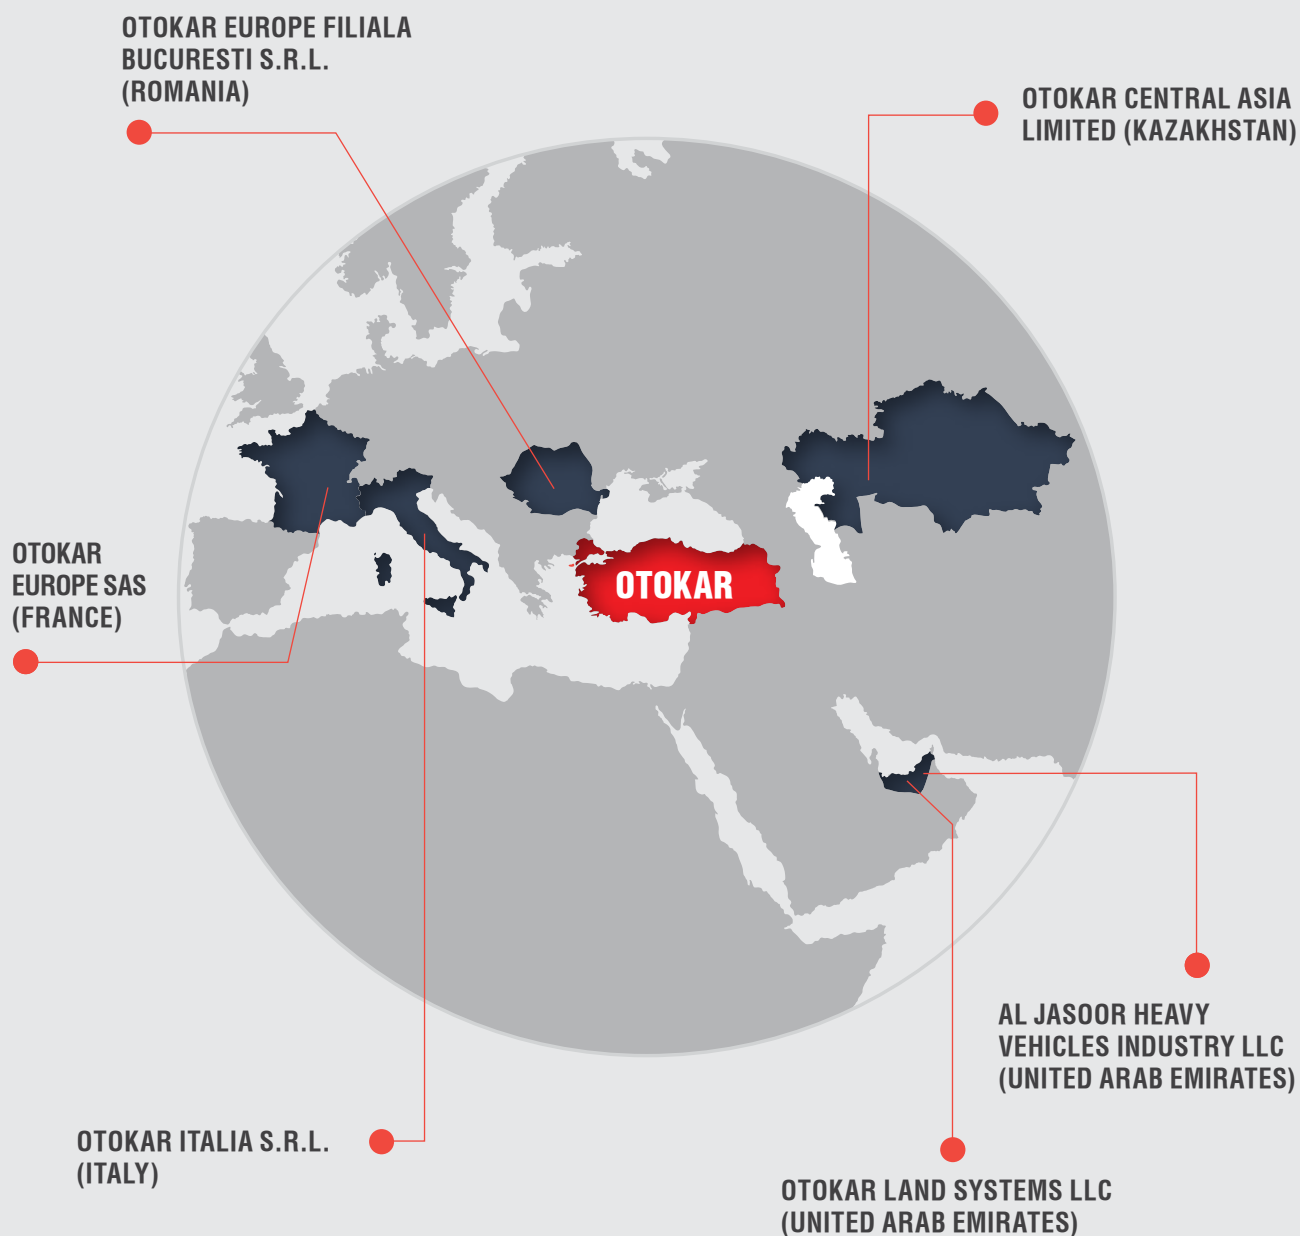 OTOKAR EUROPE FILIALA
BUCURESTI S.R.L.
(ROMANIA)
OTOKAR CENTRAL ASIA
LIMITED (KAZAKHSTAN)
OTOKAR
EUROPE SAS
(FRANCE)
OTOKAR
AL JASOOR HEAVY
VEHICLES INDUSTRY LLC
(UNITED ARAB EMIRATES)
OTOKAR ITALIA S.R.L.
(ITALY)
OTOKAR LAND SYSTEMS LLC
(UNITED ARAB EMIRATES)